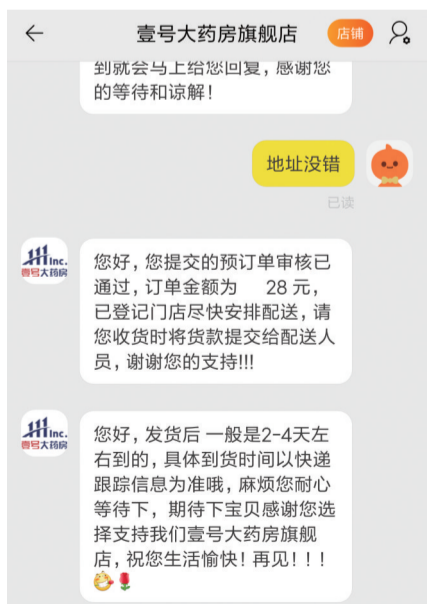 壹号大药房旗舰店
店铺
到就会马上给您回复，感谢您
的等待和谅解！
地址没错
已读
111 Inc.
壹号大药房
您好，您提交的预订单审核已
通过，订单金额为 28 元，
已登记门店尽快安排配送，请
您收货时将货款提交给配送人
员，谢谢您的支持!!!
111 Inc.
壹号大药房
您好，发货后 一般是2-4天左
右到的，具体到货时间以快递
跟踪信息为准哦，麻烦您耐心
等待下，期待下宝贝感谢您选
择支持我们壹号大药房旗舰
店，祝您生活愉快！再见！！！